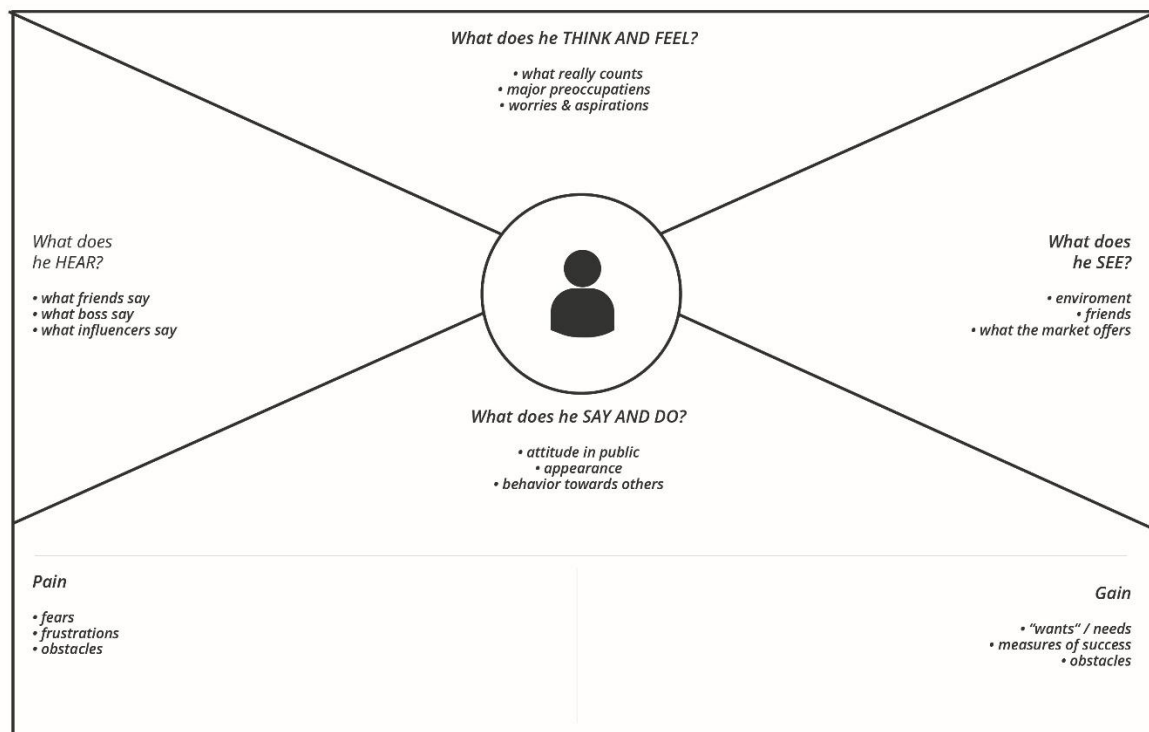 What does he THINK AND FEEL?
• what really counts
• major preoccupatiens
• worries & aspirations
What does
he HEAR?
• what friends say
• what boss say
• what influencers say
What does
he SEE?
• enviroment
• friends
• what the market offers
What does he SAY AND DO?
• attitude in public
• appearance
• behavior towards others
Pain
• fears
• frustrations
• obstacles
Gain
• “wants” / needs
• measures of success
• obstacles